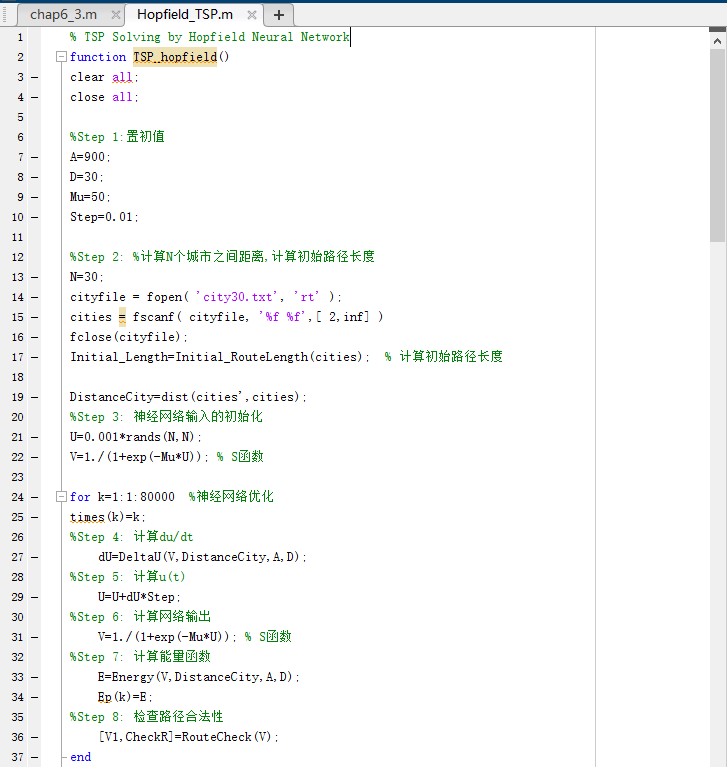 chap6_3.m × Hopfield_TSP.m × +
1 % TSP Solving by Hopfield Neural Network
2 function TSP_hopfield()
3 — clear all;
4 — close all;
5
6 %Step 1:置初值
7 — A=900;
8 — D=30;
9 — Mu=50;
10 — Step=0.01;
11
12 %Step 2: %计算N个城市之间距离,计算初始路径长度
13 — N=30;
14 — cityfile = fopen( 'city30.txt', 'rt' );
15 — cities = fscanf( cityfile, '%f %f',[ 2,inf] )
16 — fclose(cityfile);
17 — Initial_Length=Initial_RouteLength(cities); % 计算初始路径长度
18
19 — DistanceCity=dist(cities',cities);
20 %Step 3: 神经网络输入的初始化
21 — U=0.001*rands(N,N);
22 — V=1./(1+exp(-Mu*U)); % S函数
23
24 — for k=1:1:80000 %神经网络优化
25 — times(k)=k;
26 %Step 4: 计算du/dt
27 — dU=DeltaU(V,DistanceCity,A,D);
28 %Step 5: 计算u(t)
29 — U=U+dU*Step;
30 %Step 6: 计算网络输出
31 — V=1./(1+exp(-Mu*U)); % S函数
32 %Step 7: 计算能量函数
33 — E=Energy(V,DistanceCity,A,D);
34 — Ep(k)=E;
35 %Step 8: 检查路径合法性
36 — [V1,CheckR]=RouteCheck(V);
37 — end